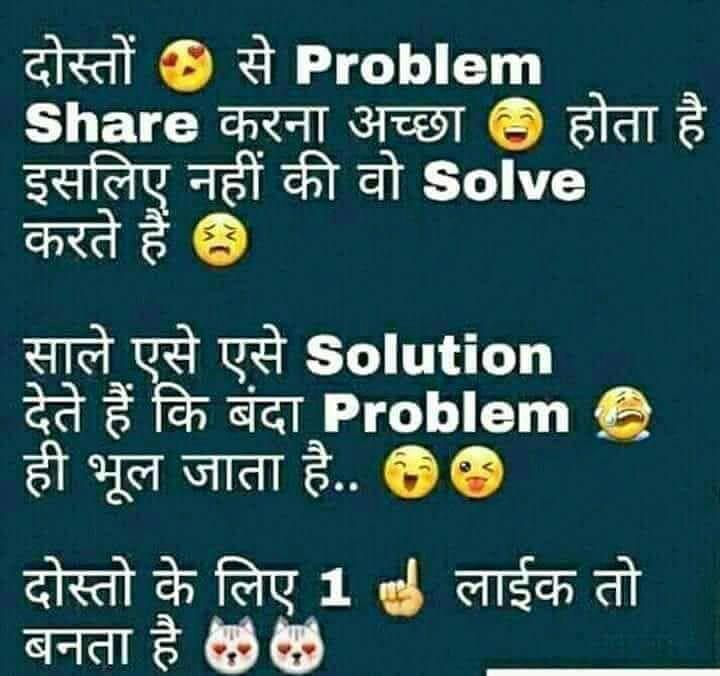 दोस्तों 😍 से Problem
Share करना अच्छा 😁 होता है
इसलिए नहीं की वो Solve
करते हैं 😣
साले एसे एसे Solution
देते हैं कि बंदा Problem 😭
ही भूल जाता है.. 😄😜
दोस्तो के लिए 1 ☝ लाईक तो
बनता है 😻😻